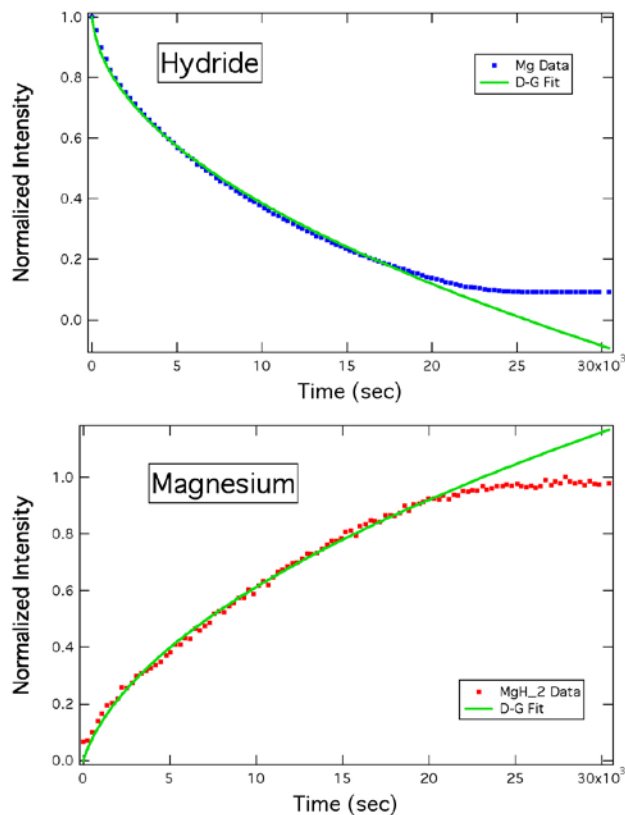 1.0
0.8
0.6
0.4
0.2
0.0
Normalized Intensity
Hydride
Mg Data
D-G Fit
0 5 10 15 20 25 30x10³
Time (sec)
1.0
0.8
0.6
0.4
0.2
0.0
Normalized Intensity
Magnesium
MgH_2 Data
D-G Fit
0 5 10 15 20 25 30x10³
Time (sec)